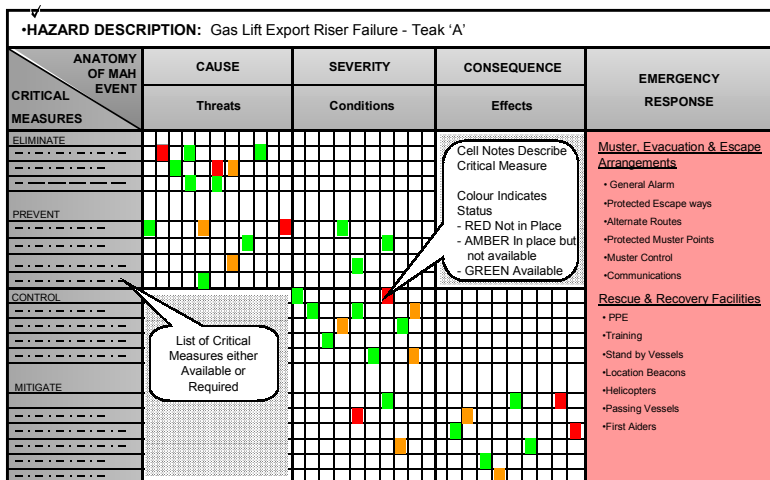 •HAZARD DESCRIPTION: Gas Lift Export Riser Failure - Teak ‘A’
ANATOMY
OF MAH
EVENT
CRITICAL
MEASURES
CAUSE
SEVERITY
CONSEQUENCE
EMERGENCY
RESPONSE
Threats
Conditions
Effects
ELIMINATE
PREVENT
CONTROL
MITIGATE
Cell Notes Describe
Critical Measure
Colour Indicates
Status
- RED Not in Place
- AMBER In place but
not available
- GREEN Available
List of Critical
Measures either
Available or
Required
Muster, Evacuation & Escape
Arrangements
• General Alarm
•Protected Escape ways
•Alternate Routes
•Protected Muster Points
•Muster Control
•Communications
Rescue & Recovery Facilities
• PPE
•Training
•Stand by Vessels
•Location Beacons
•Helicopters
•Passing Vessels
•First Aiders